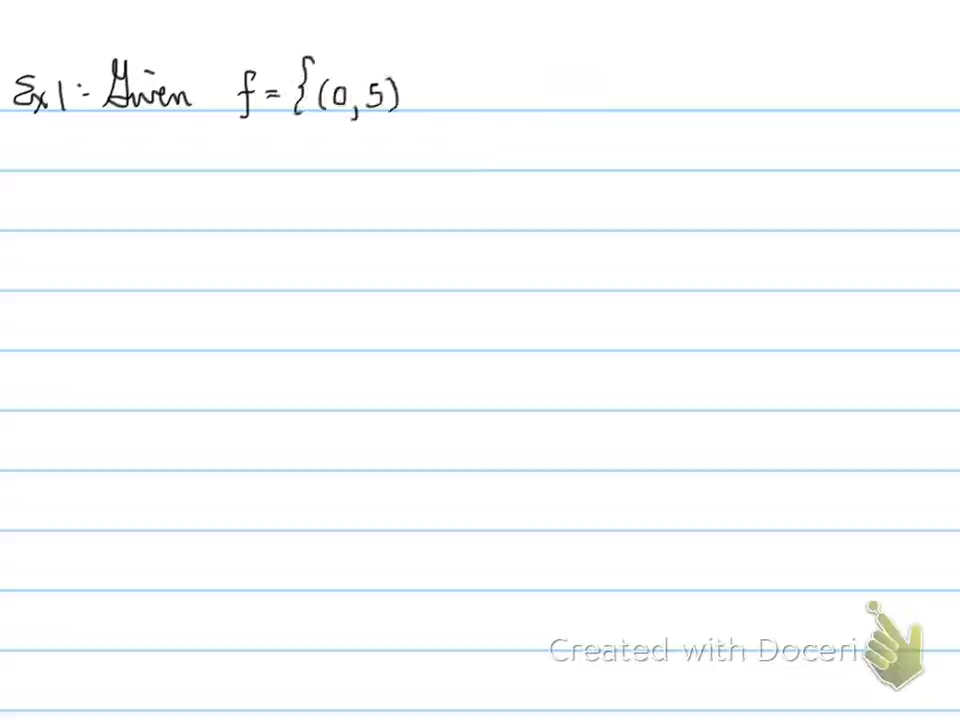 Ex 1:- Given f = {(0, 5)
Created with Doceri